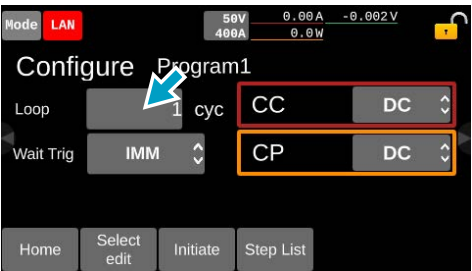 Mode LAN 50V 0.00A -0.002V
400A 0.0W
Configure Program1
Loop 1 cyc CC DC
Wait Trig IMM CP DC
Home Select edit Initiate Step List